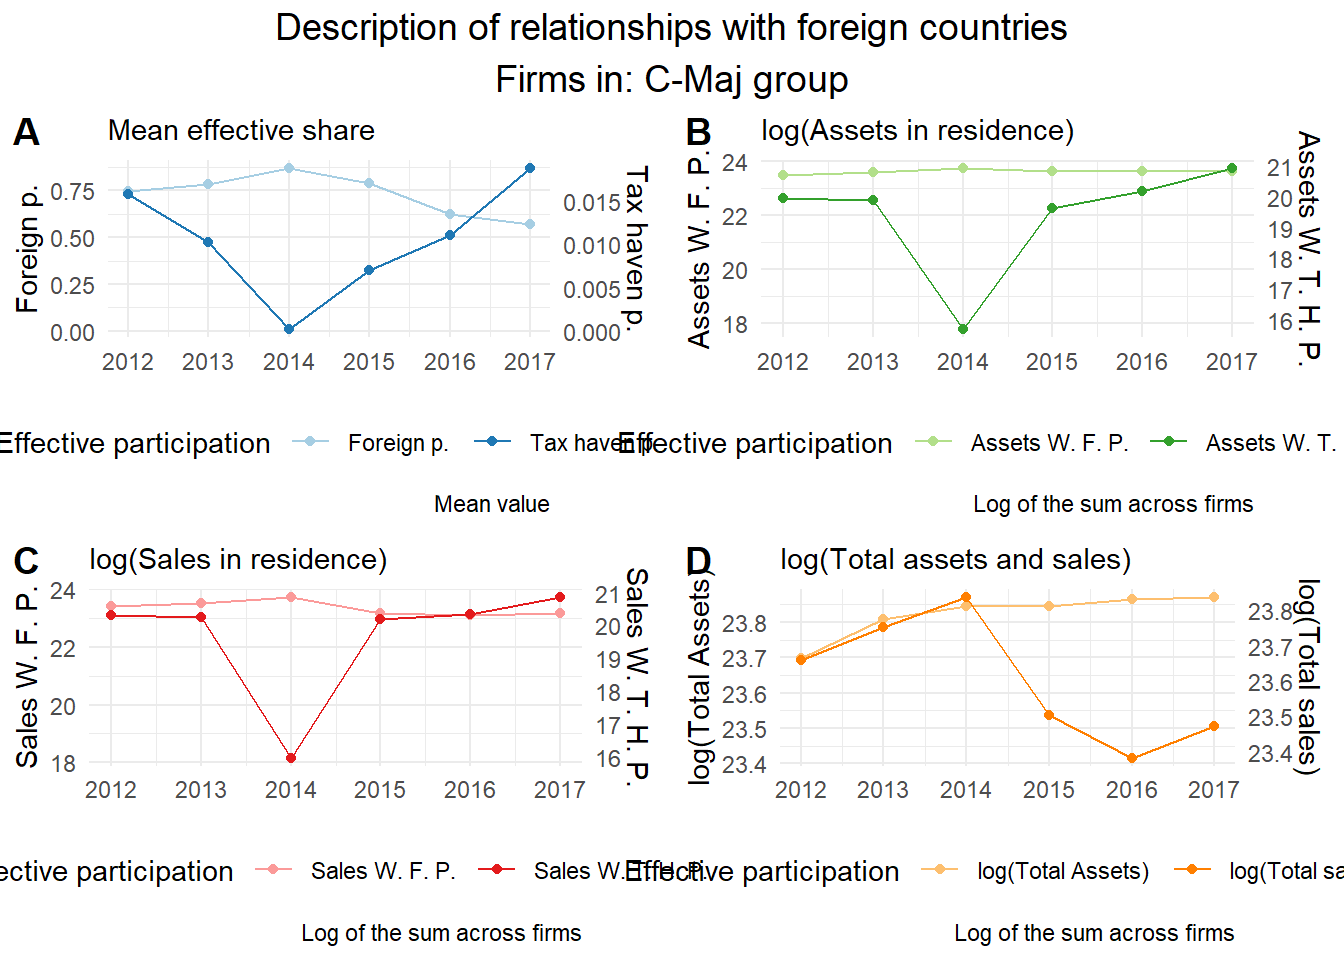 Description of relationships with foreign countries
Firms in: C-Maj group
A
Mean effective share
Foreign p.
0.75
0.50
0.25
0.00
0.015
0.010
0.005
0.000
Tax haven p.
2012 2013 2014 2015 2016 2017
Effective participation Foreign p. Tax haven p.
Mean value
B
log(Assets in residence)
Assets W. F. P.
24
22
20
18
21
20
19
18
17
16
Assets W. T. H. P.
2012 2013 2014 2015 2016 2017
Effective participation Assets W. F. P. Assets W. T.
Log of the sum across firms
C
log(Sales in residence)
Sales W. F. P.
24
22
20
18
21
20
19
18
17
16
Sales W. T. H. P.
2012 2013 2014 2015 2016 2017
ective participation Sales W. F. P. Sales W. T. H. P.
Log of the sum across firms
D
log(Total assets and sales)
log(Total Assets)
23.8
23.7
23.6
23.5
23.4
23.8
23.7
23.6
23.5
23.4
log(Total sales)
2012 2013 2014 2015 2016 2017
Effective participation log(Total Assets) log(Total sa
Log of the sum across firms